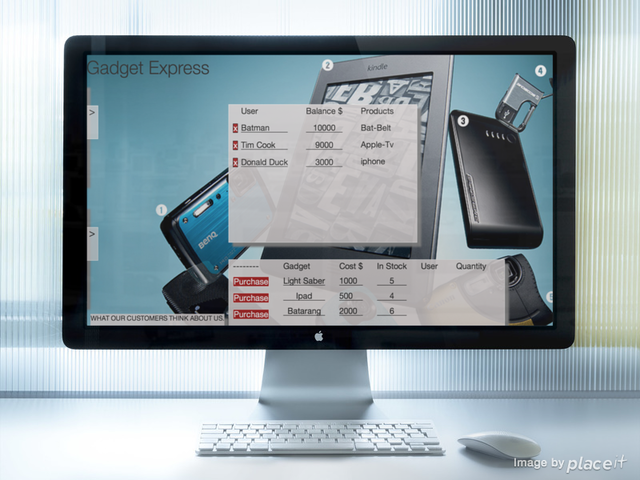 Gadget Express
kindle
2
4
3
1
BenQ
>
>
User Balance $ Products
x Batman 10000 Bat-Belt
x Tim Cook 9000 Apple-Tv
x Donald Duck 3000 iphone
-------- Gadget Cost $ In Stock User Quantity
Purchase Light Saber 1000 5
Purchase Ipad 500 4
Purchase Batarang 2000 6
WHAT OUR CUSTOMERS THINK ABOUT US.
Image by placeit